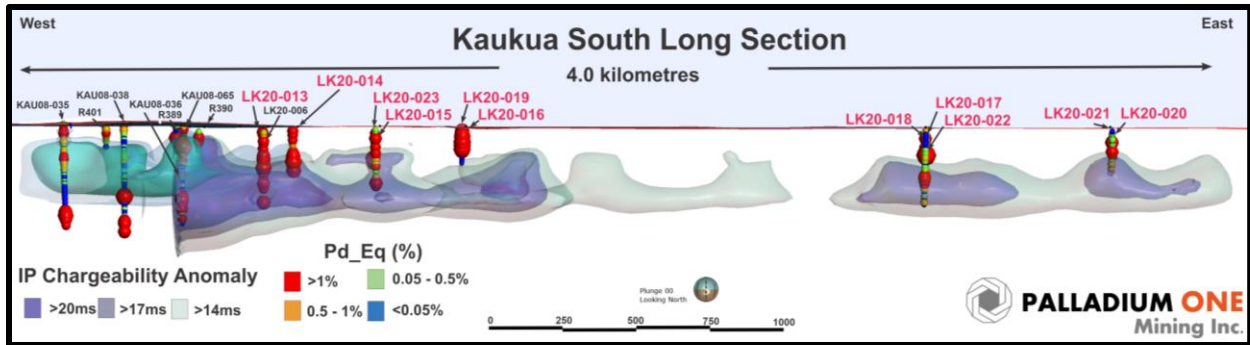 West
East
Kaukua South Long Section
4.0 kilometres
KAU08-035
R401
KAU08-038
KAU08-036
R389
KAU08-065
R390
LK20-013
LK20-006
LK20-014
LK20-023
LK20-015
LK20-019
LK20-016
LK20-018
LK20-017
LK20-022
LK20-021
LK20-020
IP Chargeability Anomaly
>20ms >17ms >14ms
Pd_Eq (%)
>1% 0.05 - 0.5%
0.5 - 1% <0.05%
Plunge 00
Looking North
0 250 500 750 1000
PALLADIUM ONE
Mining Inc.